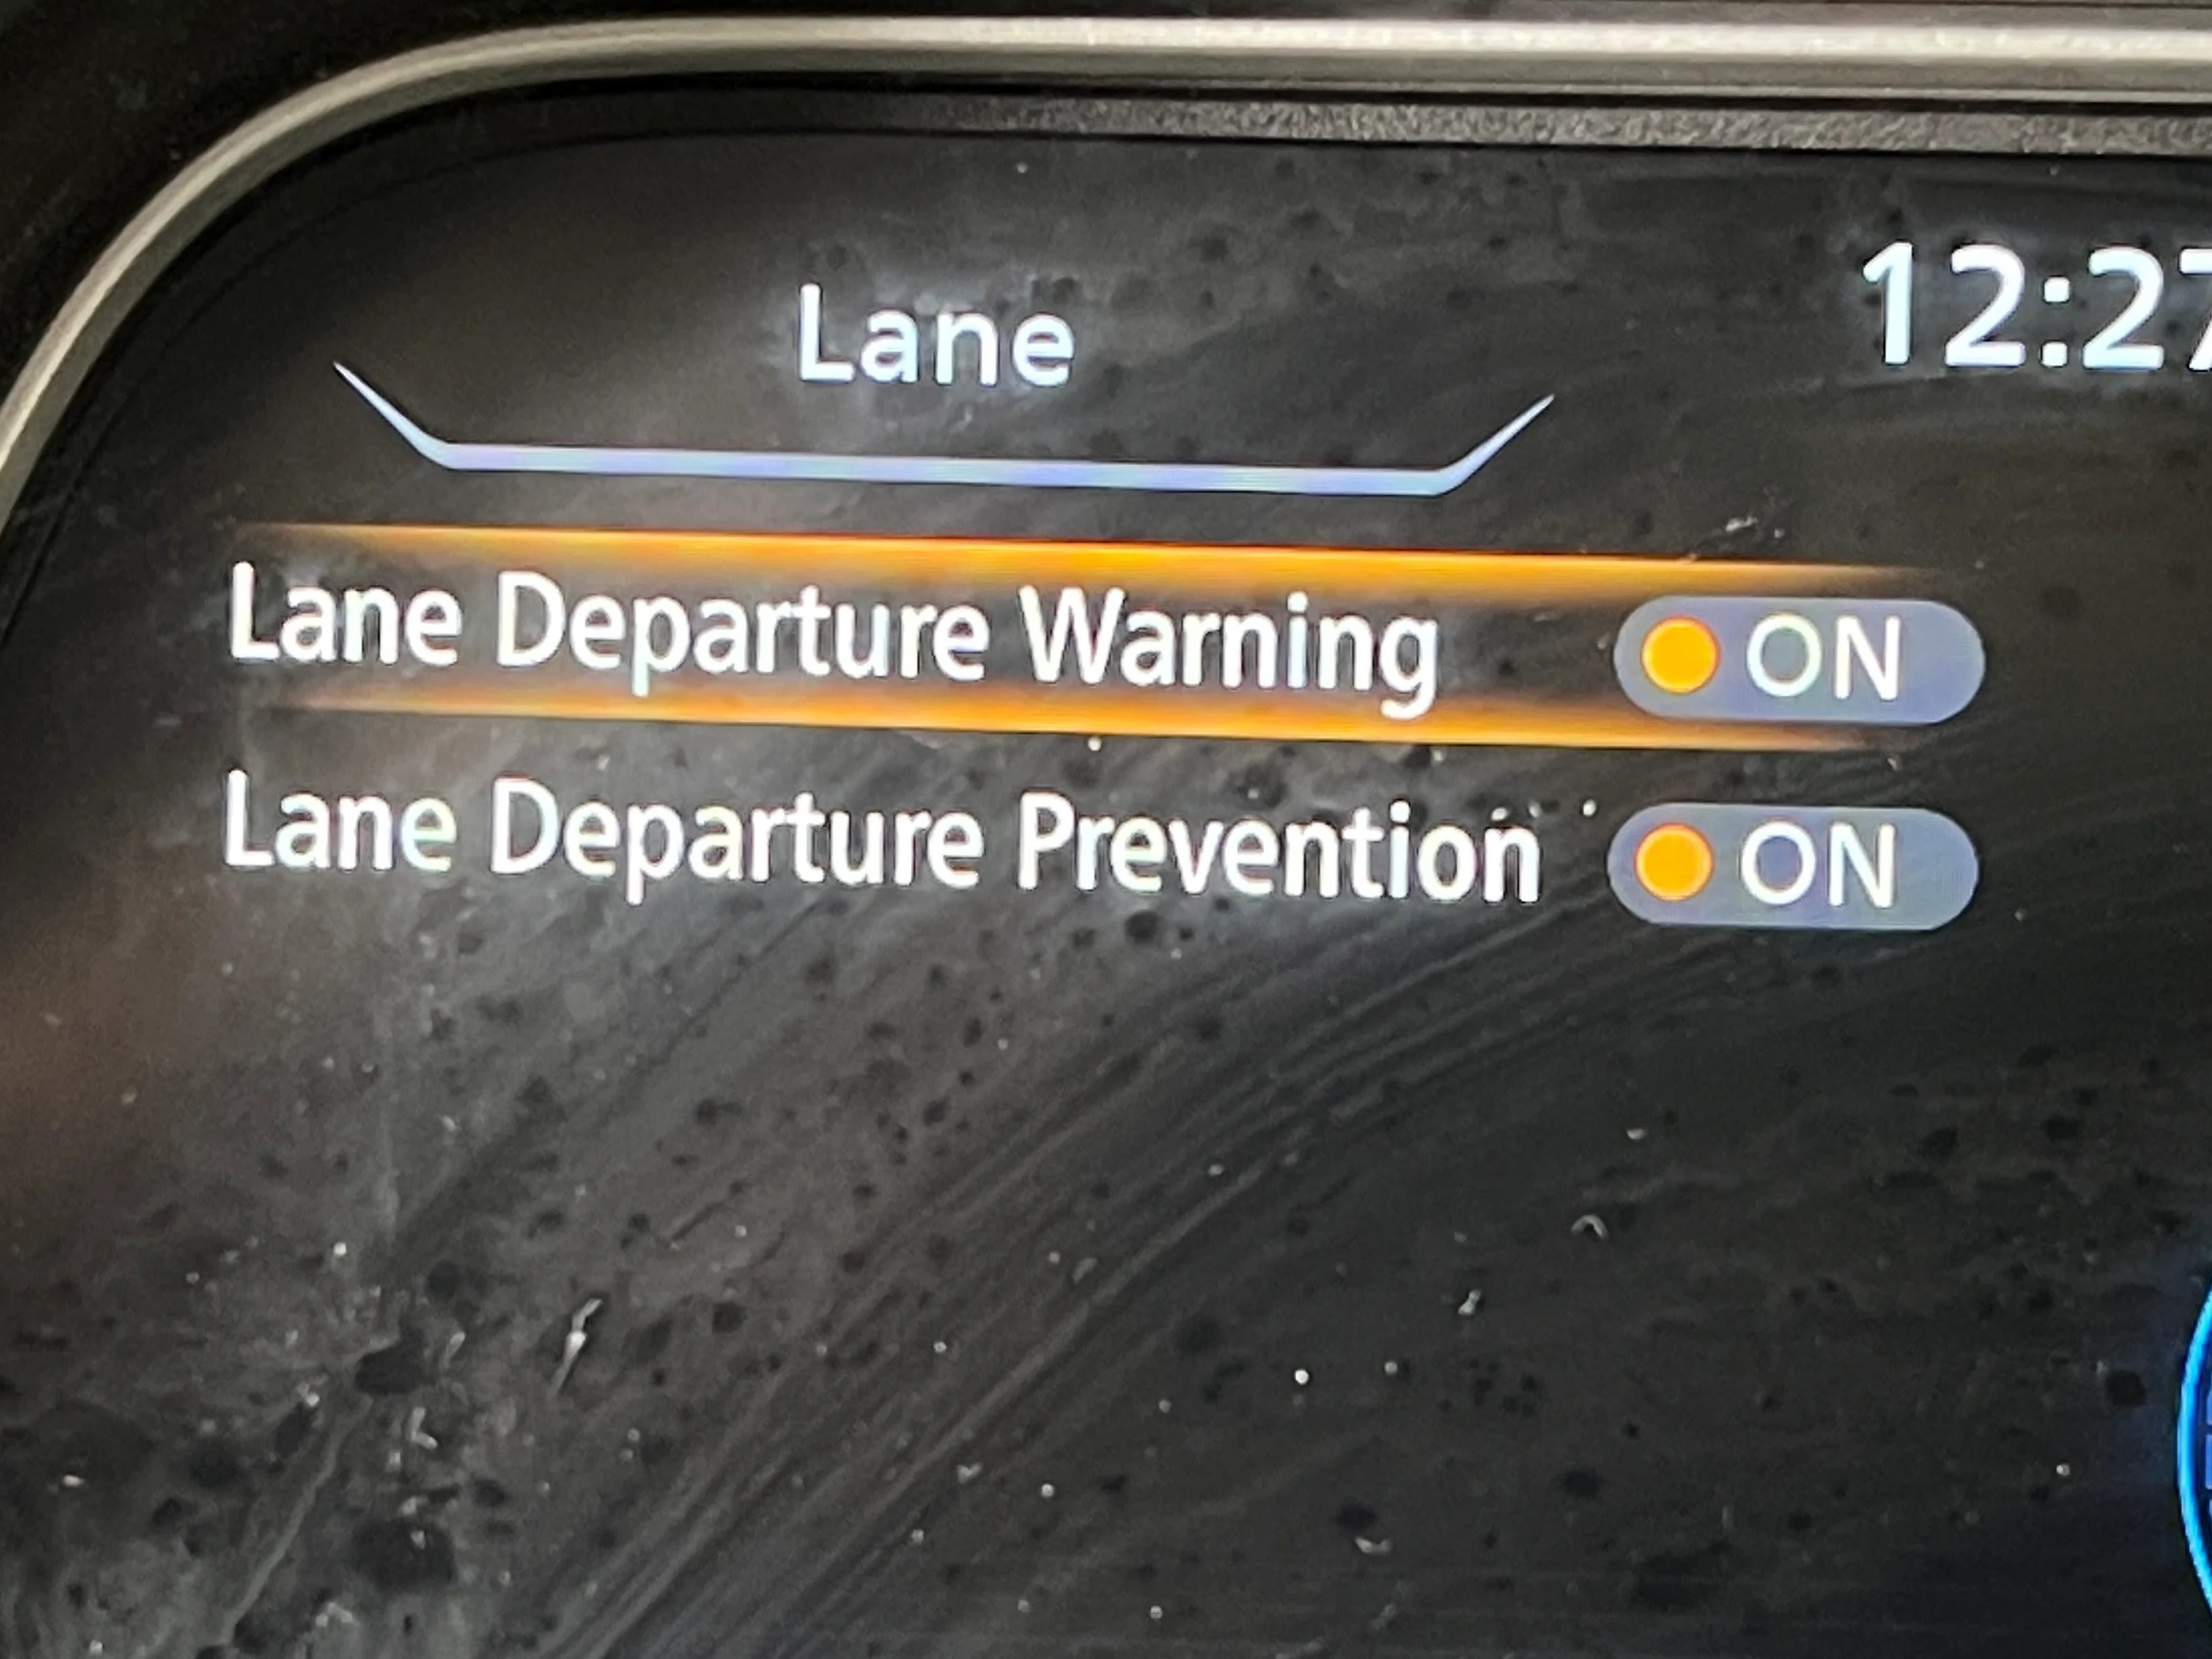 Lane
12:27
Lane Departure Warning ON
Lane Departure Prevention ON